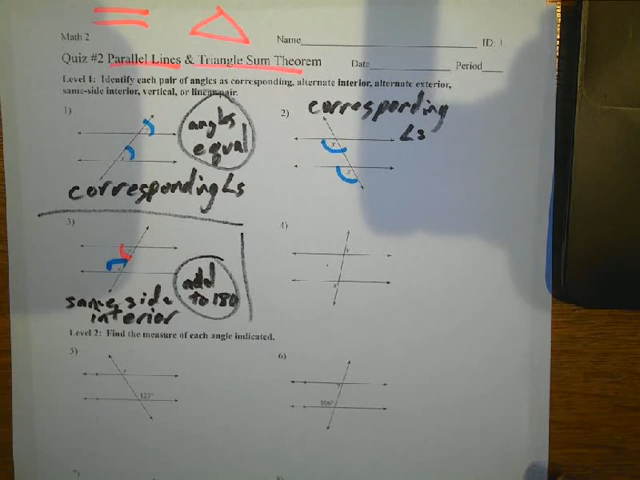 Math 2
Name
ID: 1
Quiz #2 Parallel Lines & Triangle Sum Theorem
Date
Period
Level 1: Identify each pair of angles as corresponding, alternate interior, alternate exterior,
same-side interior, vertical, or linear pair.
1)
angles
equal
corresponding ∠s
2)
corresponding
∠s
3)
add
to 180
same side
interior
4)
Level 2: Find the measure of each angle indicated.
5)
6)